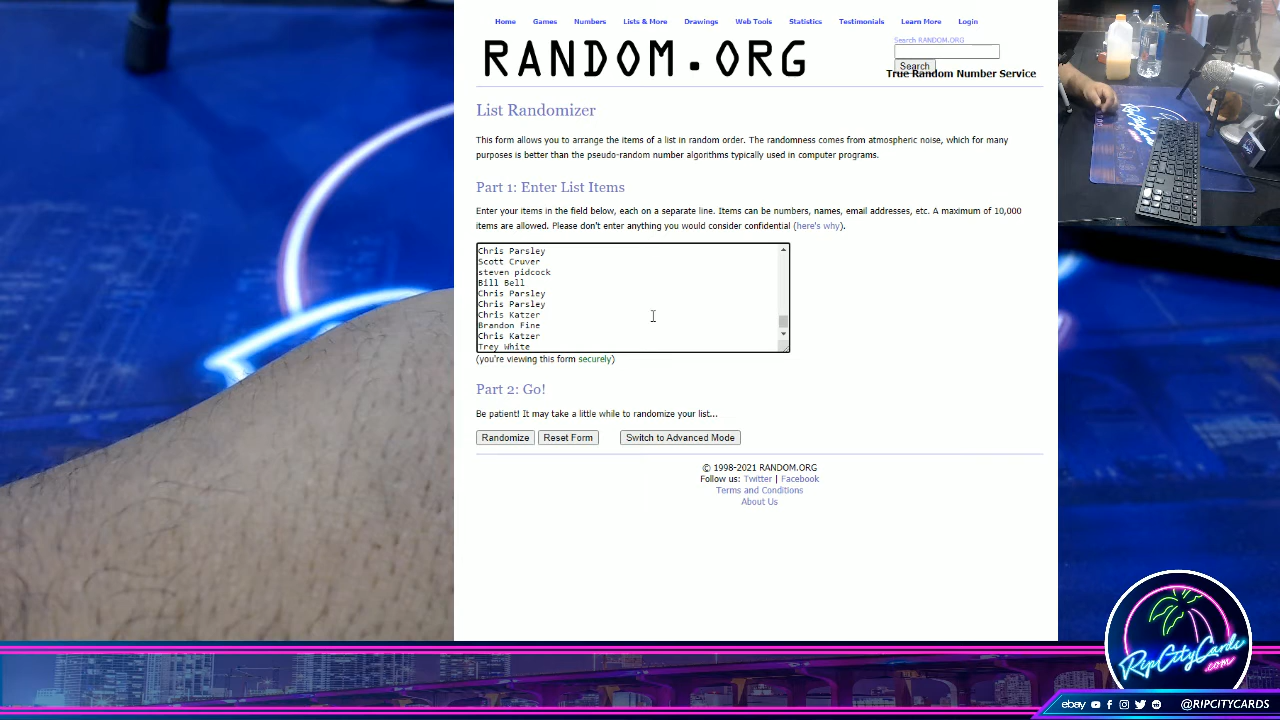 Home Games Numbers Lists & More Drawings Web Tools Statistics Testimonials Learn More Login
RANDOM.ORG
Search RANDOM.ORG
Search
True Random Number Service
List Randomizer
This form allows you to arrange the items of a list in random order. The randomness comes from atmospheric noise, which for many
purposes is better than the pseudo-random number algorithms typically used in computer programs.
Part 1: Enter List Items
Enter your items in the field below, each on a separate line. Items can be numbers, names, email addresses, etc. A maximum of 10,000
items are allowed. Please don't enter anything you would consider confidential (here's why).
Chris Parsley
Scott Cruver
steven pidcock
Bill Bell
Chris Parsley
Chris Parsley
Chris Katzer
Brandon Fine
Chris Katzer
Trey White
(you're viewing this form securely)
Part 2: Go!
Be patient! It may take a little while to randomize your list...
Randomize Reset Form Switch to Advanced Mode
© 1998-2021 RANDOM.ORG
Follow us: Twitter | Facebook
Terms and Conditions
About Us
RipCityCards
.com
ebay @RIPCITYCARDS